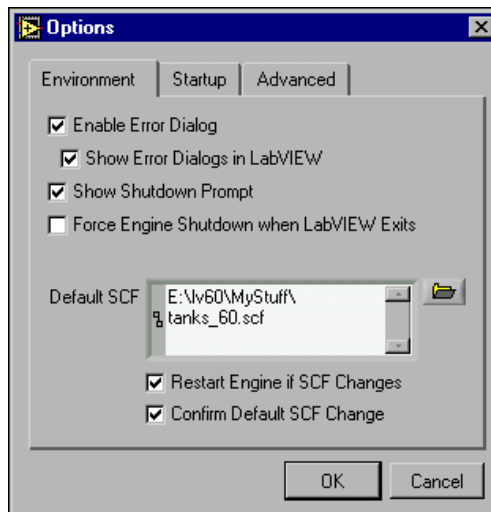 Options
Environment Startup Advanced
Enable Error Dialog
Show Error Dialogs in LabVIEW
Show Shutdown Prompt
Force Engine Shutdown when LabVIEW Exits
Default SCF
E:\lv60\MyStuff\
tanks_60.scf
Restart Engine if SCF Changes
Confirm Default SCF Change
OK Cancel